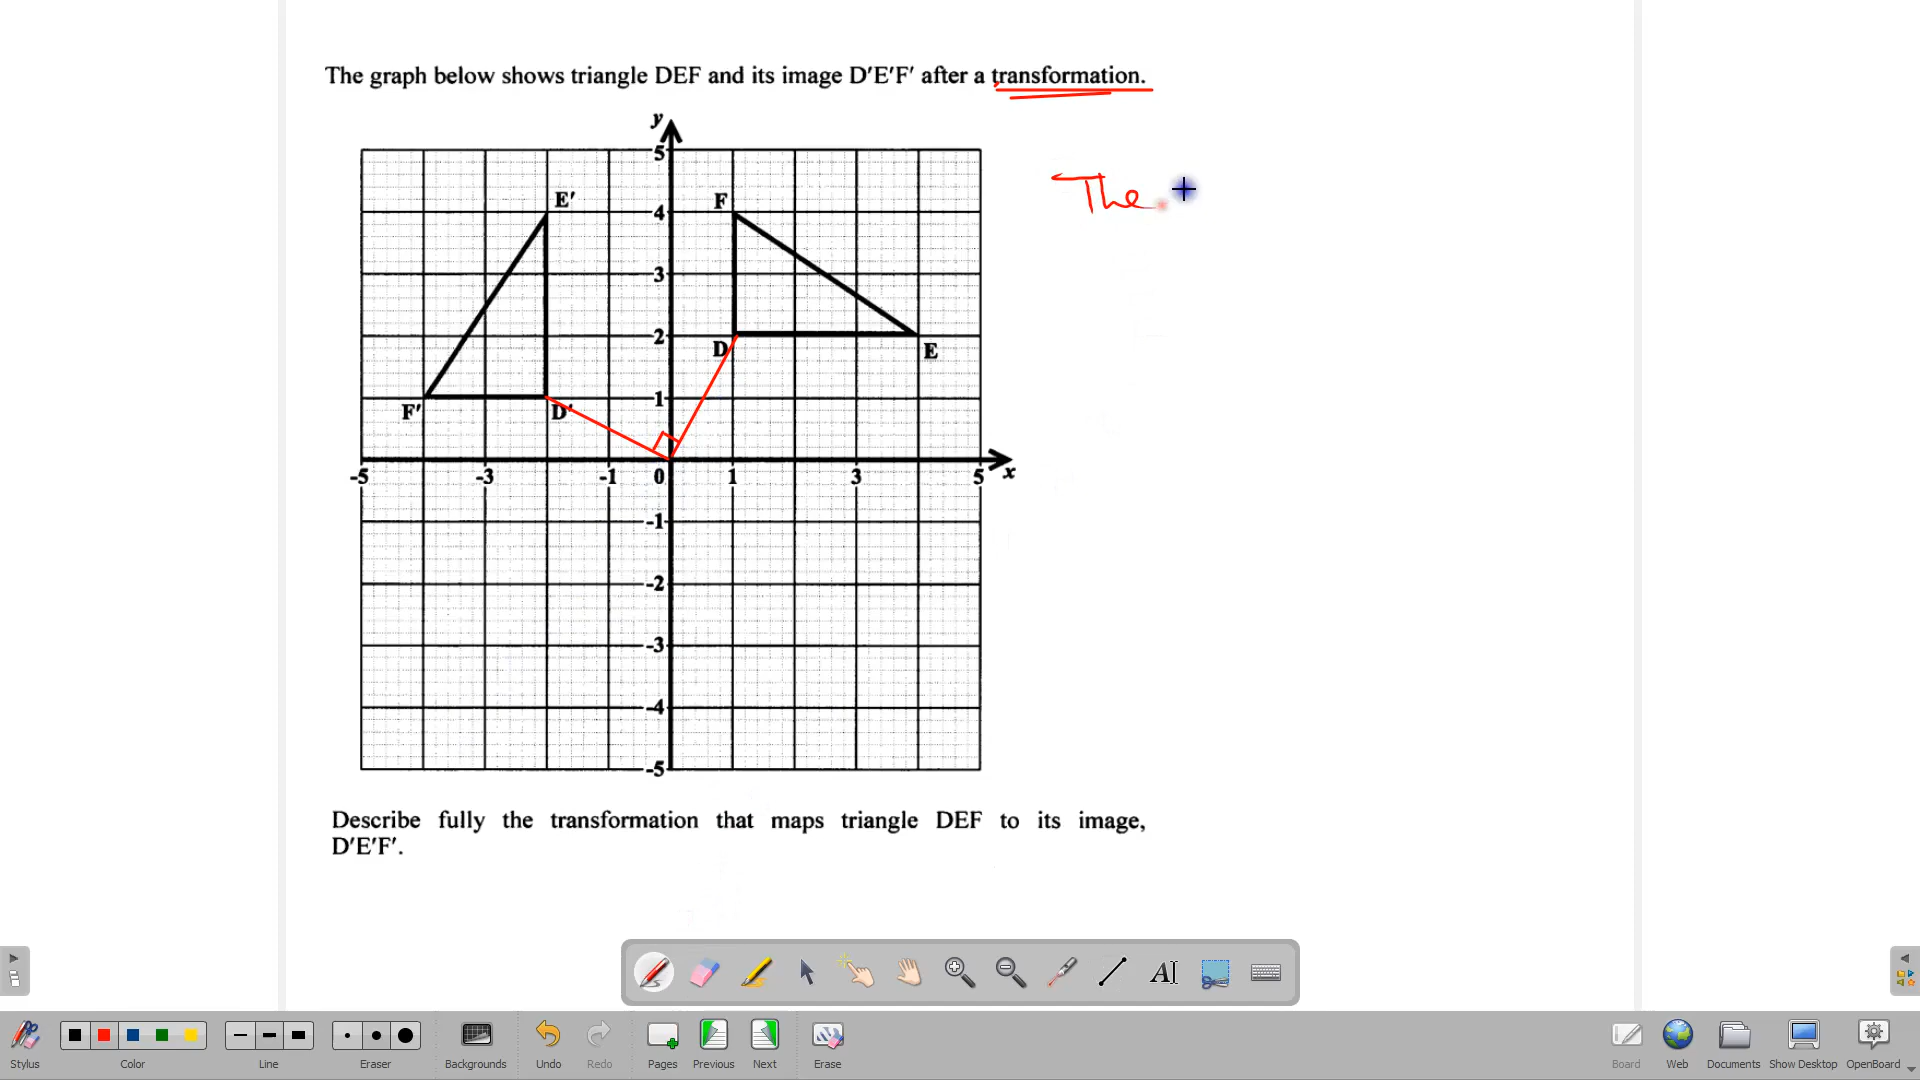 The graph below shows triangle DEF and its image D′E′F′ after a transformation.
The
y
5
E′
F
4
3
2
D
E
1
F′
D′
-5
-3
-1
0
1
3
5
x
-1
-2
-3
-4
-5
Describe fully the transformation that maps triangle DEF to its image,
D′E′F′.
AI
Stylus
Color
Line
Eraser
Backgrounds
Undo
Redo
Pages
Previous
Next
Erase
Board
Web
Documents
Show Desktop
OpenBoard